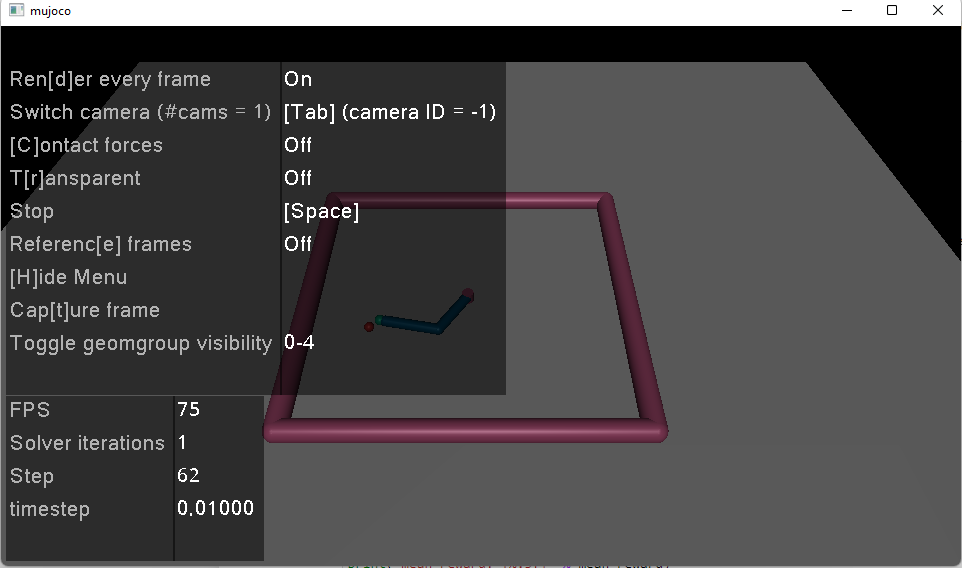 mujoco
Ren[d]er every frame On
Switch camera (#cams = 1) [Tab] (camera ID = -1)
[C]ontact forces Off
T[r]ansparent Off
Stop [Space]
Referenc[e] frames Off
[H]ide Menu
Cap[t]ure frame
Toggle geomgroup visibility 0-4
FPS 75
Solver iterations 1
Step 62
timestep 0.01000